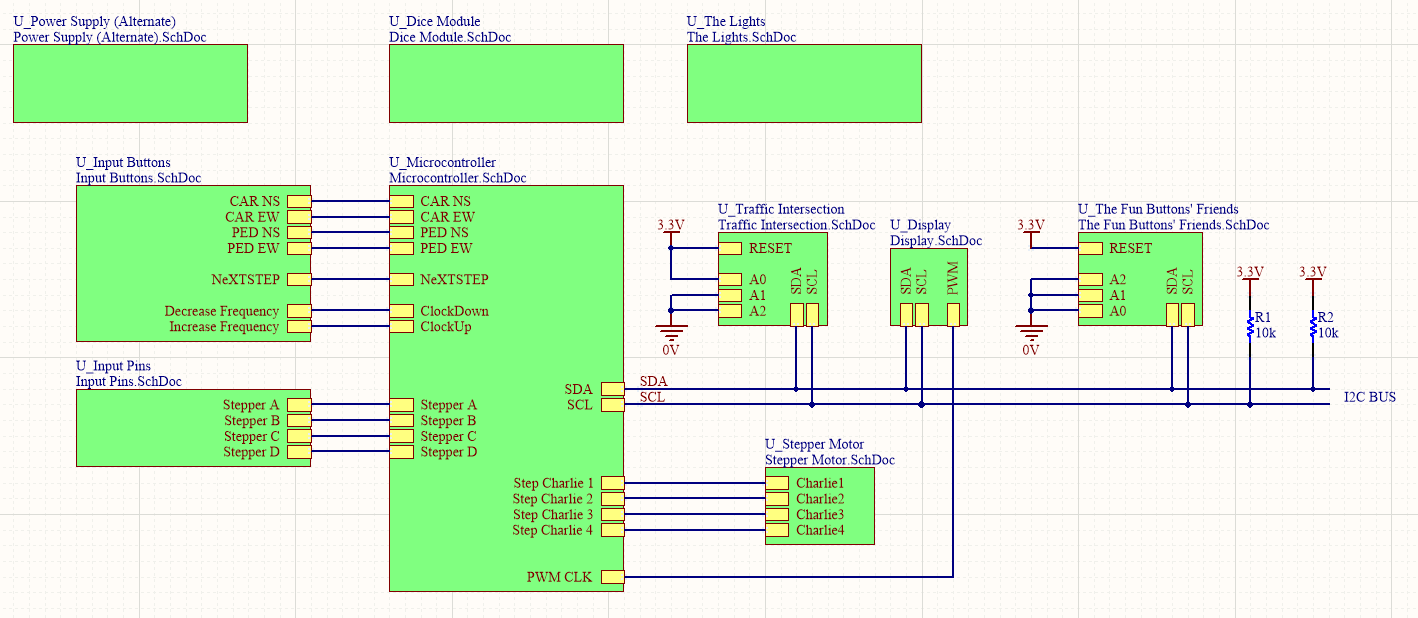 U_Power Supply (Alternate)
Power Supply (Alternate).SchDoc
U_Dice Module
Dice Module.SchDoc
U_The Lights
The Lights.SchDoc
U_Input Buttons
Input Buttons.SchDoc
CAR NS
CAR EW
PED NS
PED EW
NeXTSTEP
Decrease Frequency
Increase Frequency
U_Input Pins
Input Pins.SchDoc
Stepper A
Stepper B
Stepper C
Stepper D
U_Microcontroller
Microcontroller.SchDoc
CAR NS
CAR EW
PED NS
PED EW
NeXTSTEP
ClockDown
ClockUp
Stepper A
Stepper B
Stepper C
Stepper D
SDA
SCL
Step Charlie 1
Step Charlie 2
Step Charlie 3
Step Charlie 4
PWM CLK
SDA
SCL
U_Traffic Intersection
Traffic Intersection.SchDoc
3.3V
RESET
A0
A1
A2
SDA
SCL
0V
U_Display
Display.SchDoc
SDA
SCL
PWM
U_Stepper Motor
Stepper Motor.SchDoc
Charlie1
Charlie2
Charlie3
Charlie4
U_The Fun Buttons' Friends
The Fun Buttons' Friends.SchDoc
3.3V
RESET
A2
A1
A0
SDA
SCL
0V
3.3V
R1
10k
3.3V
R2
10k
I2C BUS